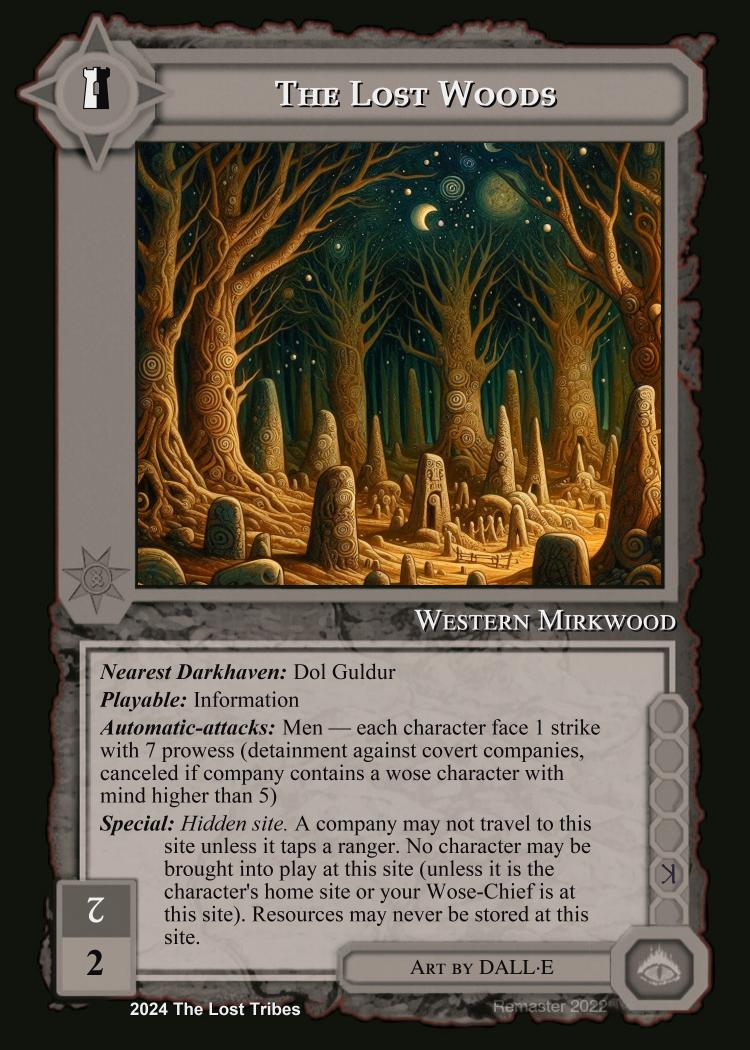 The Lost Woods
Western Mirkwood
Nearest Darkhaven: Dol Guldur
Playable: Information
Automatic-attacks: Men — each character face 1 strike
with 7 prowess (detainment against covert companies,
canceled if company contains a wose character with
mind higher than 5)
Special: Hidden site. A company may not travel to this
site unless it taps a ranger. No character may be
brought into play at this site (unless it is the
character's home site or your Wose-Chief is at
this site). Resources may never be stored at this
site.
2
2
Art by DALL·E
2024 The Lost Tribes
Remaster 2022